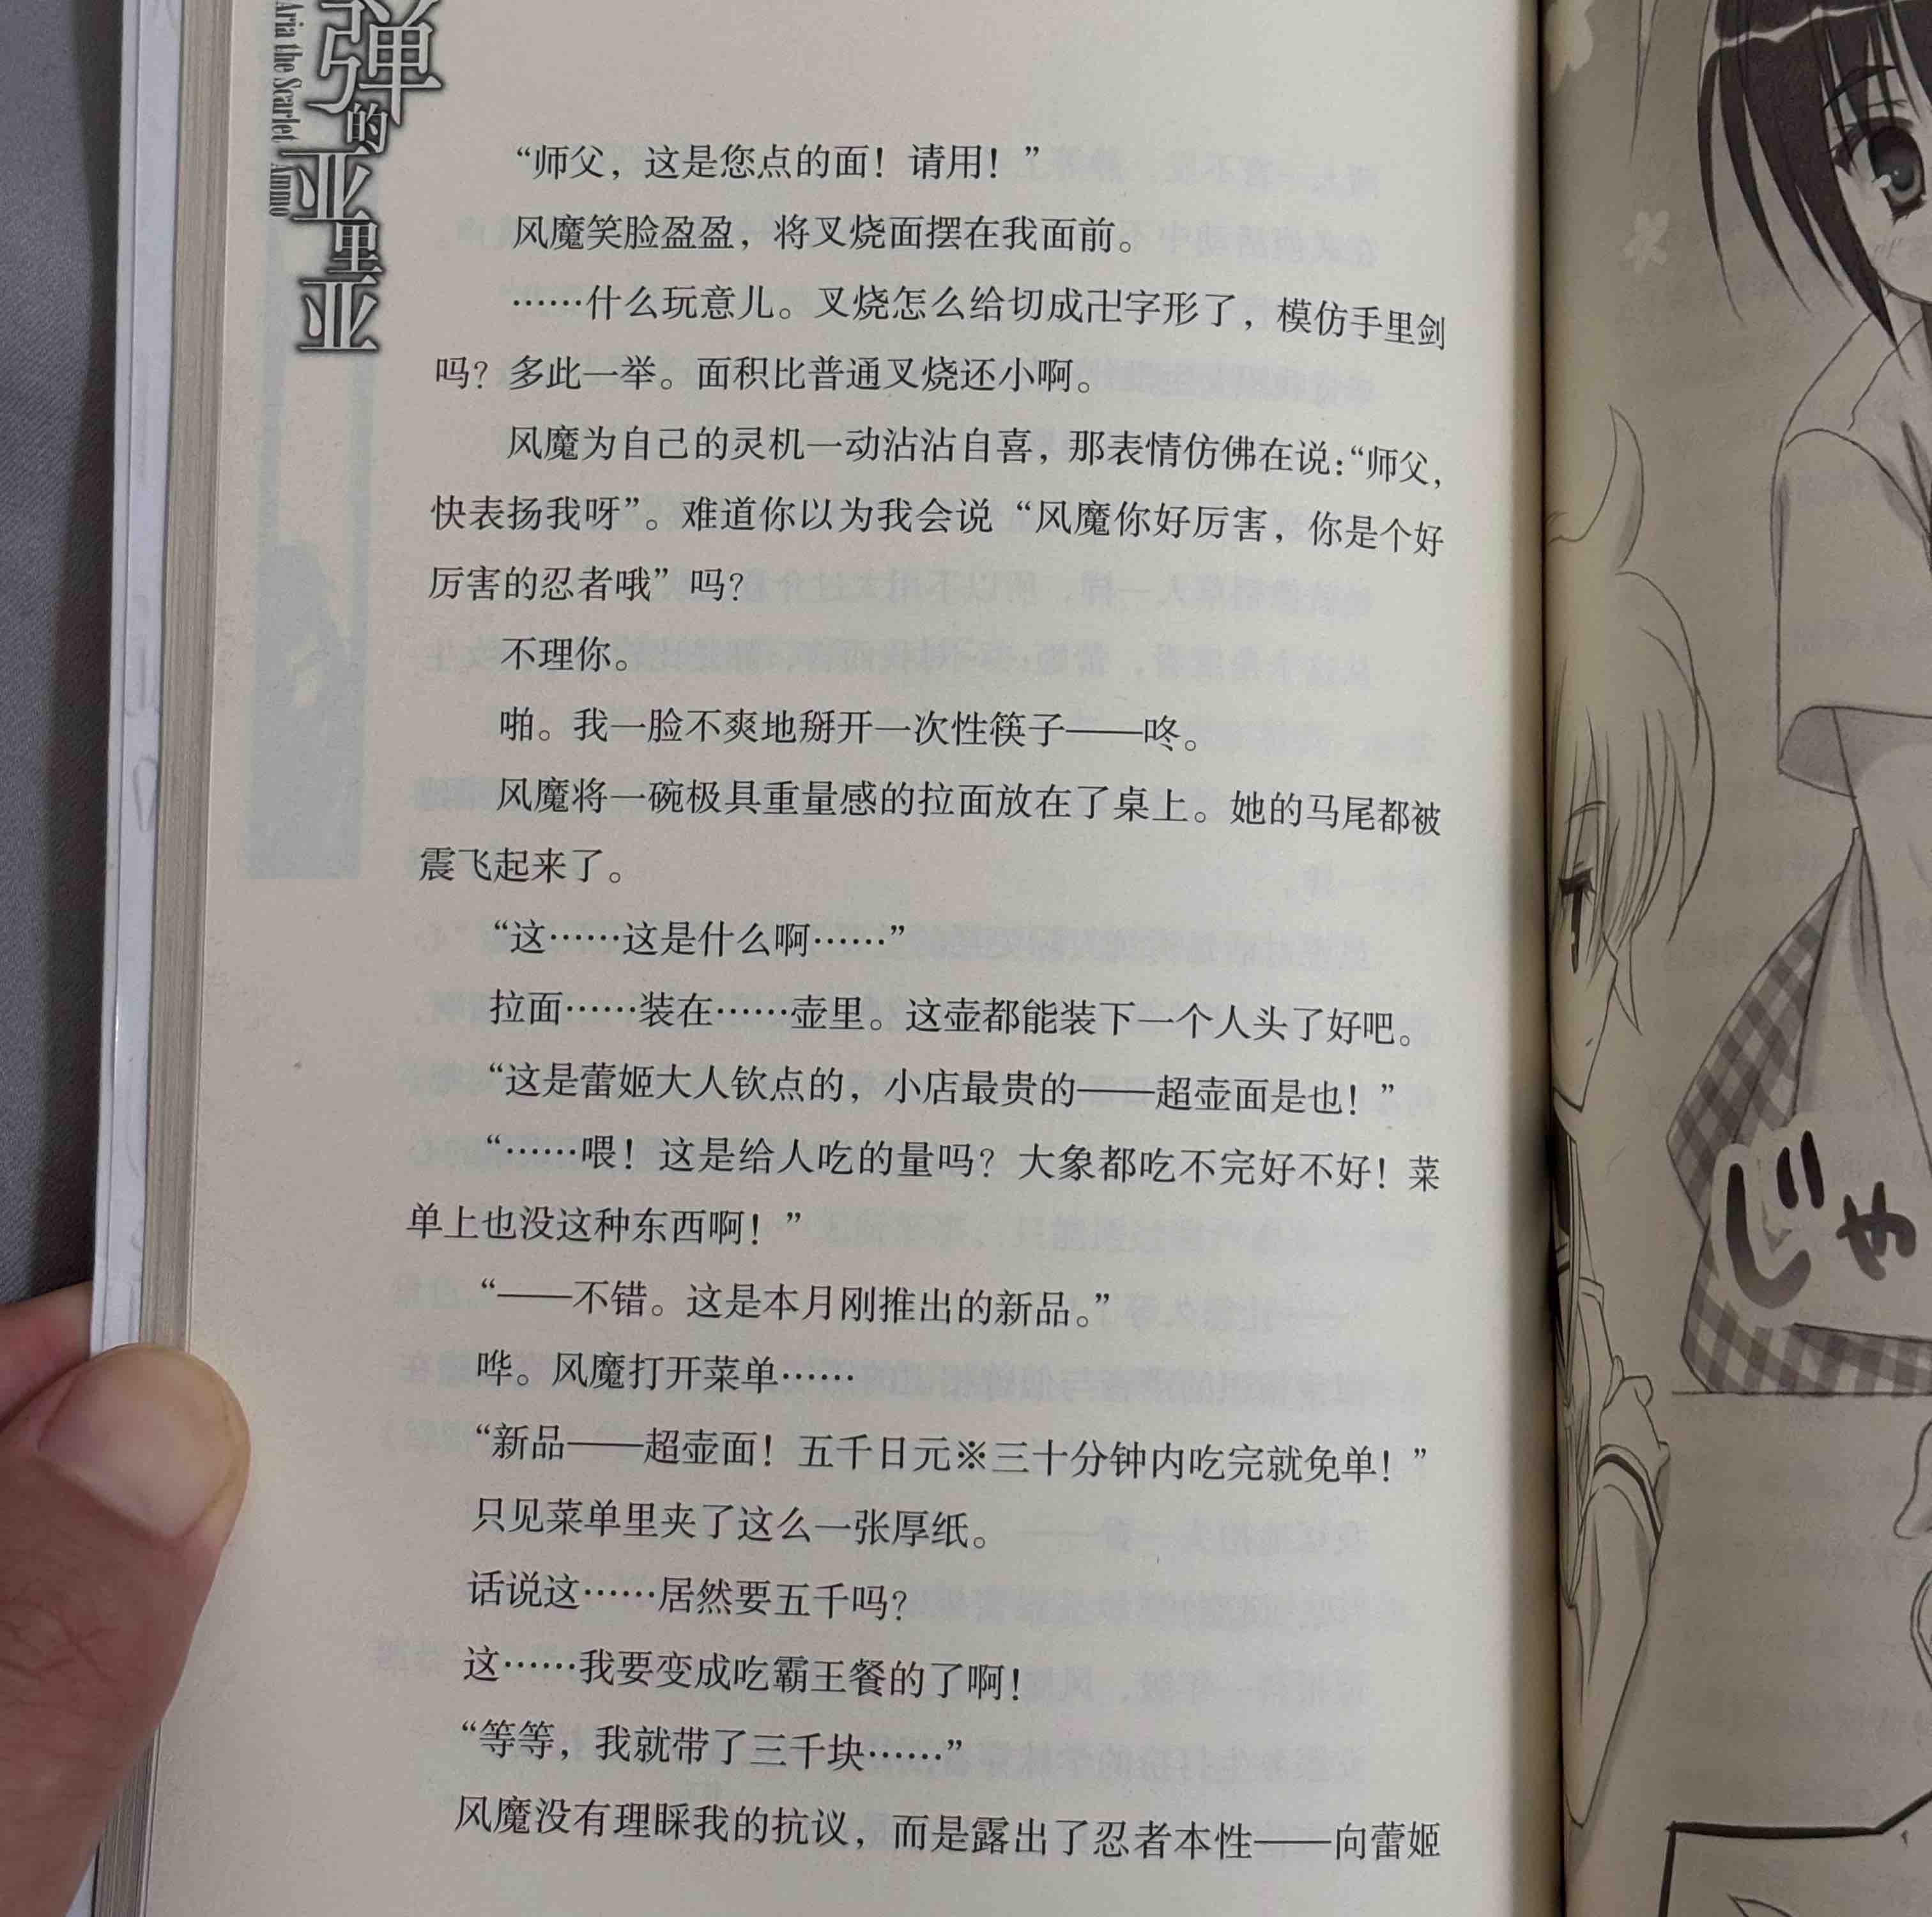 弹的亚里亚
Aria the Scarlet Ammo
“师父，这是您点的面！请用！”
风魔笑脸盈盈，将叉烧面摆在我面前。
……什么玩意儿。叉烧怎么给切成卍字形了，模仿手里剑
吗？多此一举。面积比普通叉烧还小啊。
风魔为自己的灵机一动沾沾自喜，那表情仿佛在说：“师父，
快表扬我呀”。难道你以为我会说“风魔你好厉害，你是个好
厉害的忍者哦”吗？
不理你。
啪。我一脸不爽地掰开一次性筷子——咚。
风魔将一碗极具重量感的拉面放在了桌上。她的马尾都被
震飞起来了。
“这……这是什么啊……”
拉面……装在……壶里。这壶都能装下一个人头了好吧。
“这是蕾姬大人钦点的，小店最贵的——超壶面是也！”
“……喂！这是给人吃的量吗？大象都吃不完好不好！菜
单上也没这种东西啊！”
“——不错。这是本月刚推出的新品。”
哗。风魔打开菜单……
“新品——超壶面！五千日元※三十分钟内吃完就免单！”
只见菜单里夹了这么一张厚纸。
话说这……居然要五千吗？
这……我要变成吃霸王餐的了啊！
“等等，我就带了三千块……”
风魔没有理睬我的抗议，而是露出了忍者本性——向蕾姬
じゃ